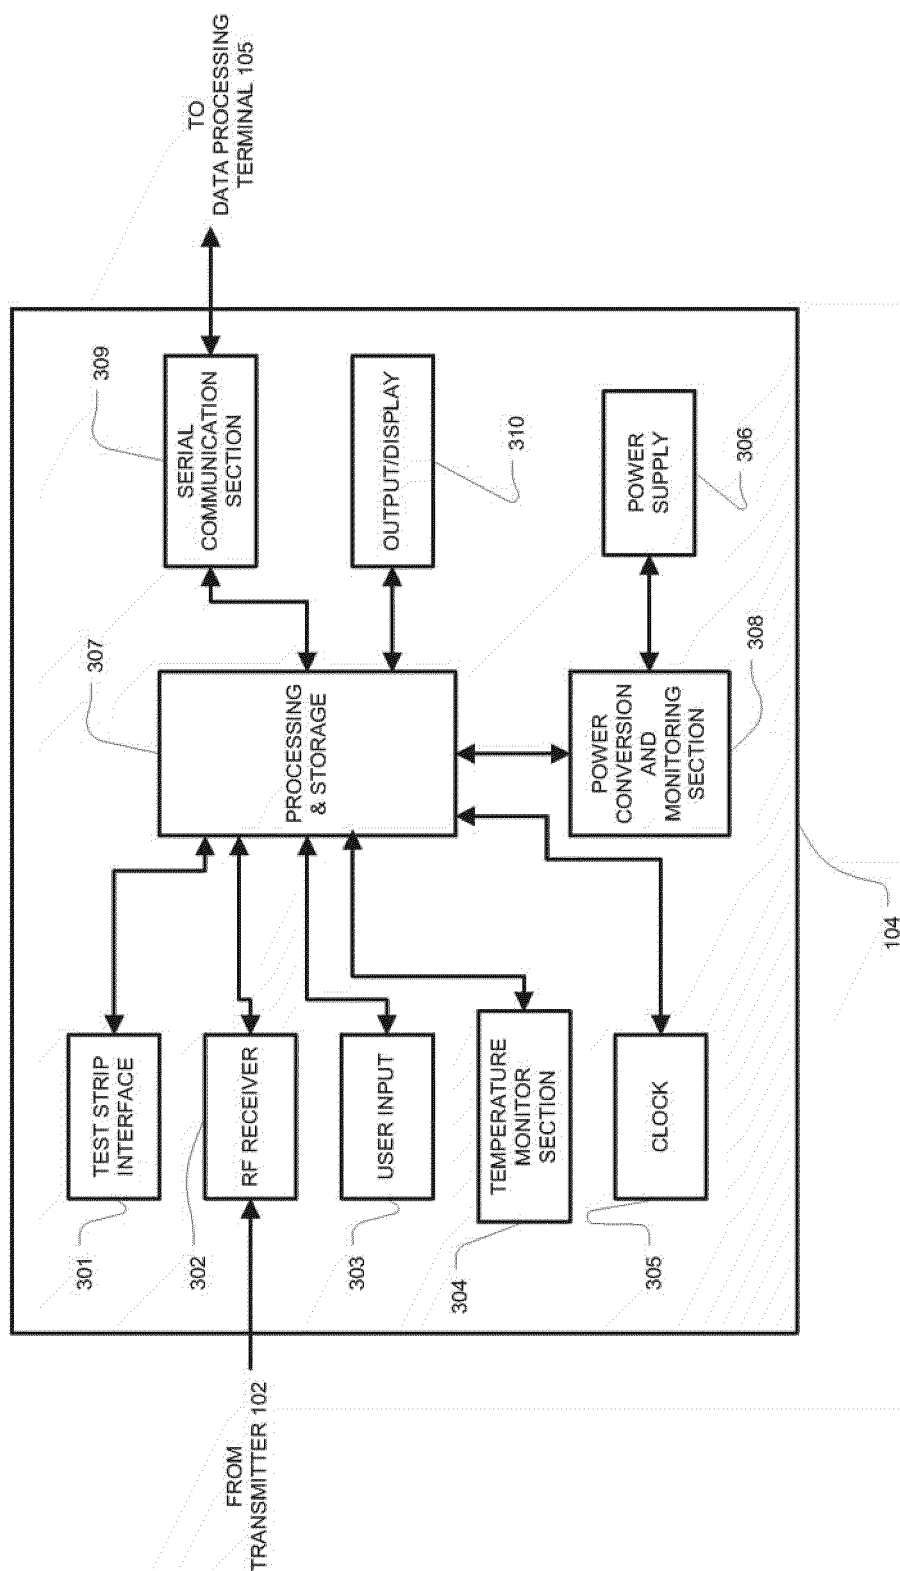 FROM
TRANSMITTER 102
301
TEST STRIP
INTERFACE
302
RF RECEIVER
303
USER INPUT
304
TEMPERATURE
MONITOR
SECTION
305
CLOCK
307
PROCESSING
& STORAGE
308
POWER
CONVERSION
AND
MONITORING
SECTION
309
SERIAL
COMMUNICATION
SECTION
OUTPUT/DISPLAY
310
POWER
SUPPLY
306
104
TO
DATA PROCESSING
TERMINAL 105